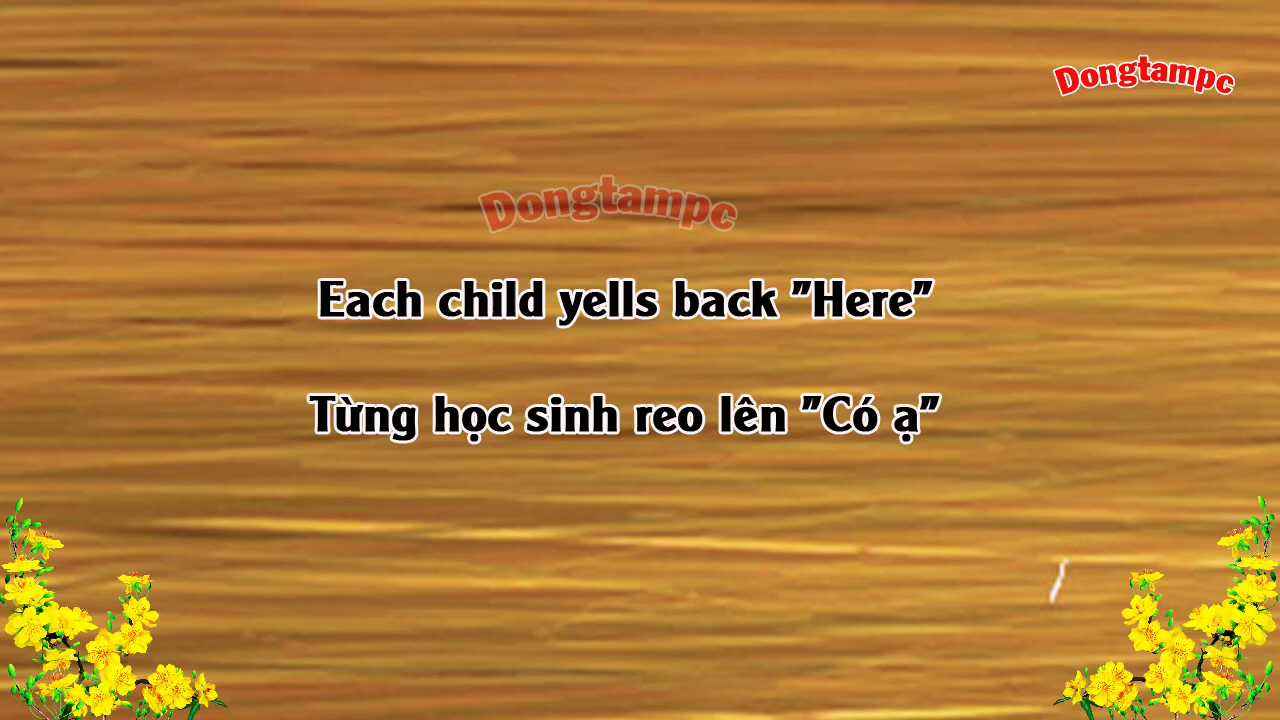 Dongtampc
Dongtampc
Each child yells back "Here"
Từng học sinh reo lên "Có ạ"